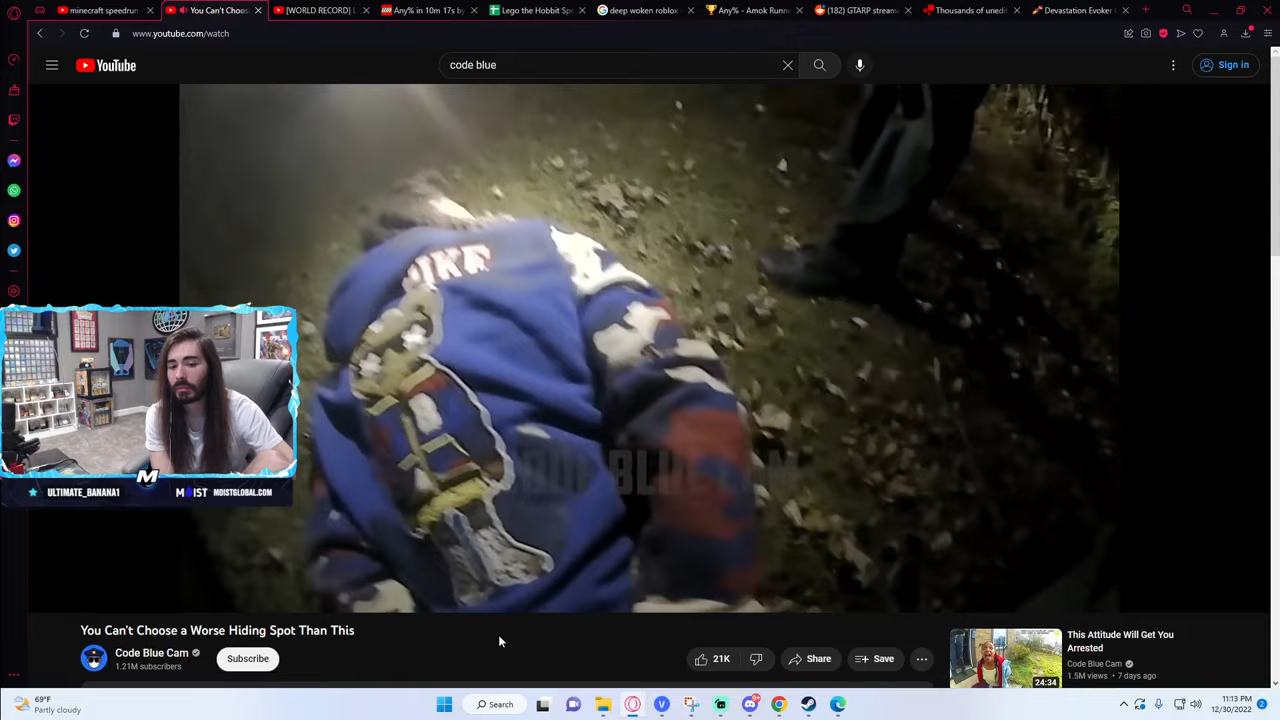 minecraft speedrun
You Can't Choos
[WORLD RECORD] L
Any% in 10m 17s by
Lego the Hobbit Sp
deep woken roblox
Any% - Amok Runne
(182) GTARP stream
Thousands of unedit
Devastation Evoker
www.youtube.com/watch
YouTube
code blue
Sign in
ULTIMATE_BANANA1
M
MOIST MOISTGLOBAL.COM
You Can't Choose a Worse Hiding Spot Than This
Code Blue Cam
1.21M subscribers
Subscribe
21K
Share
Save
This Attitude Will Get You
Arrested
Code Blue Cam
1.5M views • 7 days ago
24:34
69°F
Partly cloudy
Search
11:13 PM
12/30/2022
2